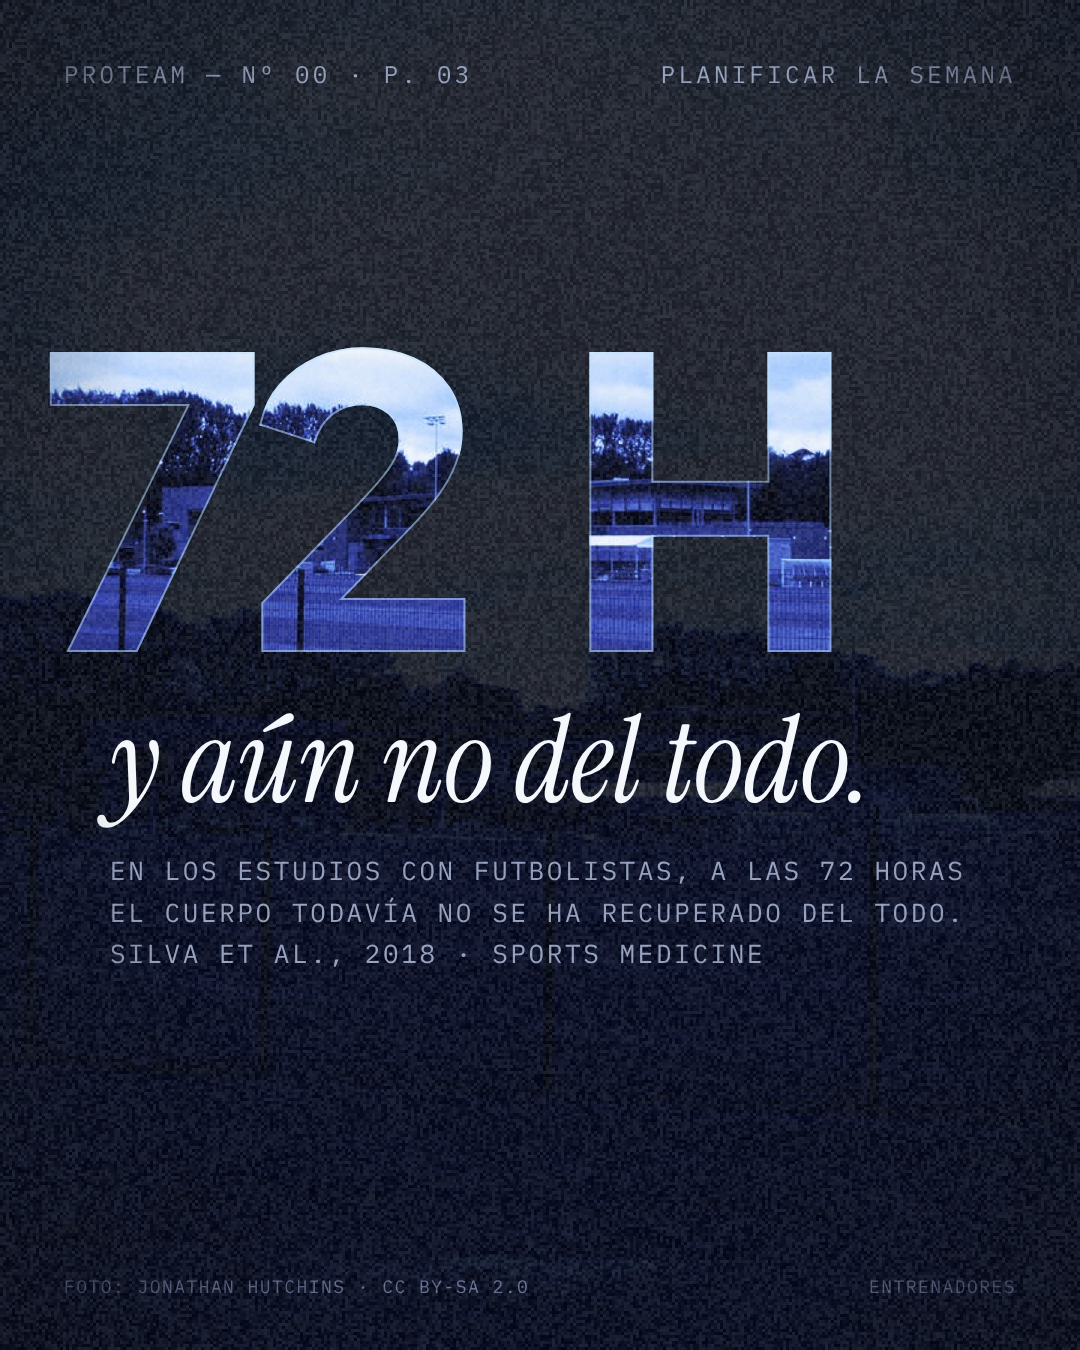 PROTEAM — Nº 00 · P. 03
PLANIFICAR LA SEMANA
72 H
y aún no del todo.
EN LOS ESTUDIOS CON FUTBOLISTAS, A LAS 72 HORAS
EL CUERPO TODAVÍA NO SE HA RECUPERADO DEL TODO.
SILVA ET AL., 2018 · SPORTS MEDICINE
FOTO: JONATHAN HUTCHINS · CC BY-SA 2.0
ENTRENADORES